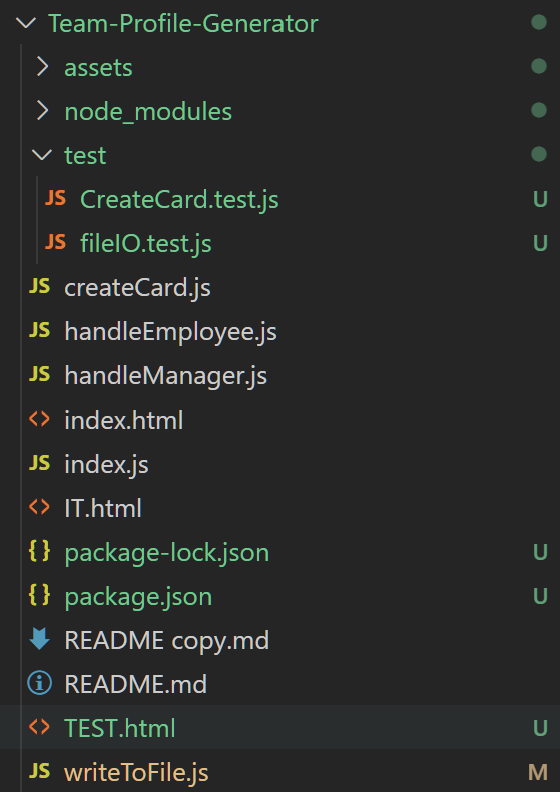 Team-Profile-Generator
assets
node_modules
test
JS CreateCard.test.js U
JS fileIO.test.js U
JS createCard.js
JS handleEmployee.js
JS handleManager.js
<> index.html
JS index.js
<> IT.html
{} package-lock.json U
{} package.json U
README copy.md
README.md
<> TEST.html U
JS writeToFile.js M